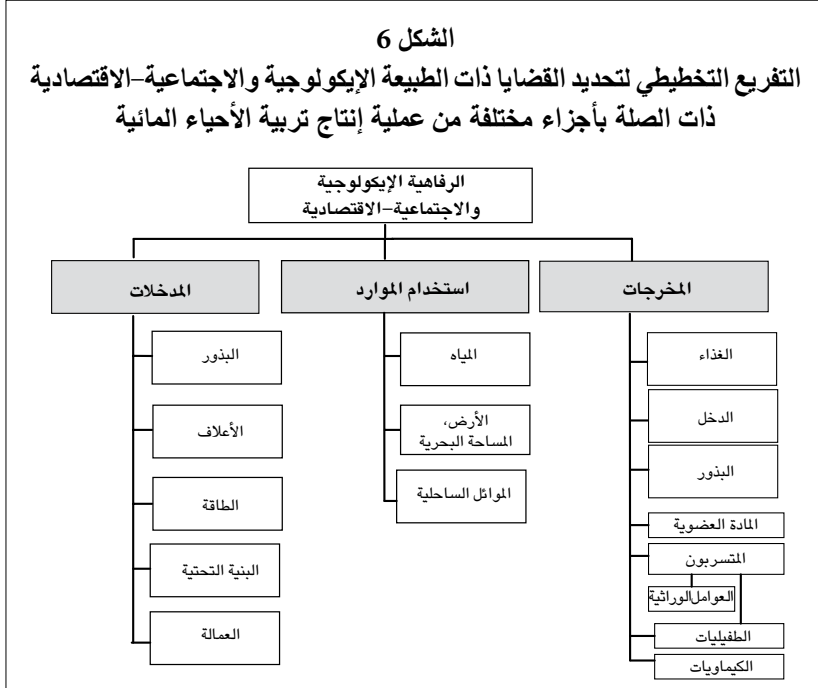 الشكل 6
التفريع التخطيطي لتحديد القضايا ذات الطبيعة الإيكولوجية والاجتماعية–الاقتصادية
ذات الصلة بأجزاء مختلفة من عملية إنتاج تربية الأحياء المائية
الرفاهية الإيكولوجية
والاجتماعية–الاقتصادية
المخرجات
الغذاء
الدخل
البذور
المادة العضوية
المتسربون
العوامل الوراثية
الطفيليات
الكيماويات
استخدام الموارد
المياه
الأرض،
المساحة البحرية
الموائل الساحلية
المدخلات
البذور
الأعلاف
الطاقة
البنية التحتية
العمالة